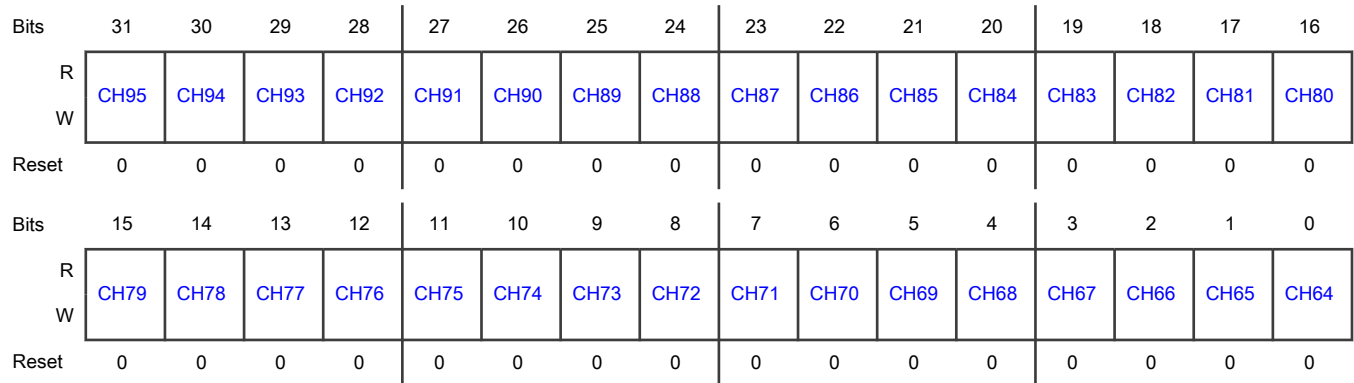 Bits 31 30 29 28 27 26 25 24 23 22 21 20 19 18 17 16
R
CH95 CH94 CH93 CH92 CH91 CH90 CH89 CH88 CH87 CH86 CH85 CH84 CH83 CH82 CH81 CH80
W
Reset 0 0 0 0 0 0 0 0 0 0 0 0 0 0 0 0
Bits 15 14 13 12 11 10 9 8 7 6 5 4 3 2 1 0
R
CH79 CH78 CH77 CH76 CH75 CH74 CH73 CH72 CH71 CH70 CH69 CH68 CH67 CH66 CH65 CH64
W
Reset 0 0 0 0 0 0 0 0 0 0 0 0 0 0 0 0